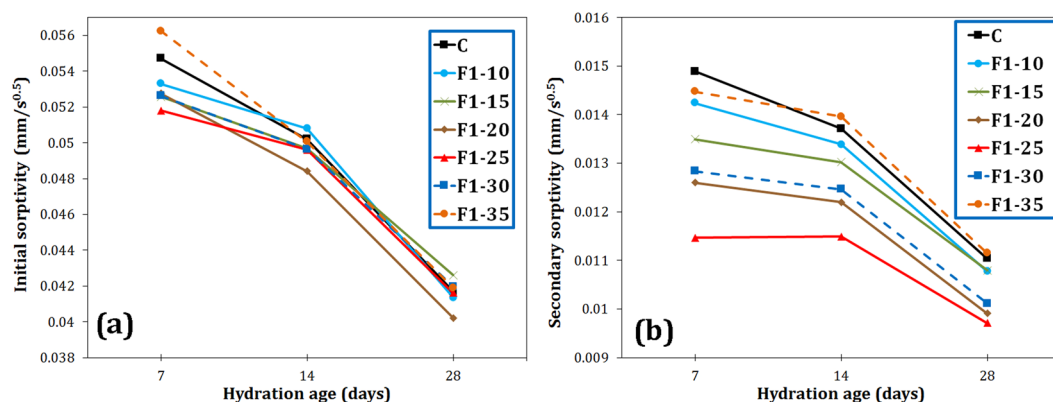 Initial sorptivity (mm/s^0.5)
0.056
0.054
0.052
0.05
0.048
0.046
0.044
0.042
0.04
0.038
7
14
28
Hydration age (days)
(a)
C
F1-10
F1-15
F1-20
F1-25
F1-30
F1-35
Secondary sorptivity (mm/s^0.5)
0.016
0.015
0.014
0.013
0.012
0.011
0.01
0.009
7
14
28
Hydration age (days)
(b)
C
F1-10
F1-15
F1-20
F1-25
F1-30
F1-35